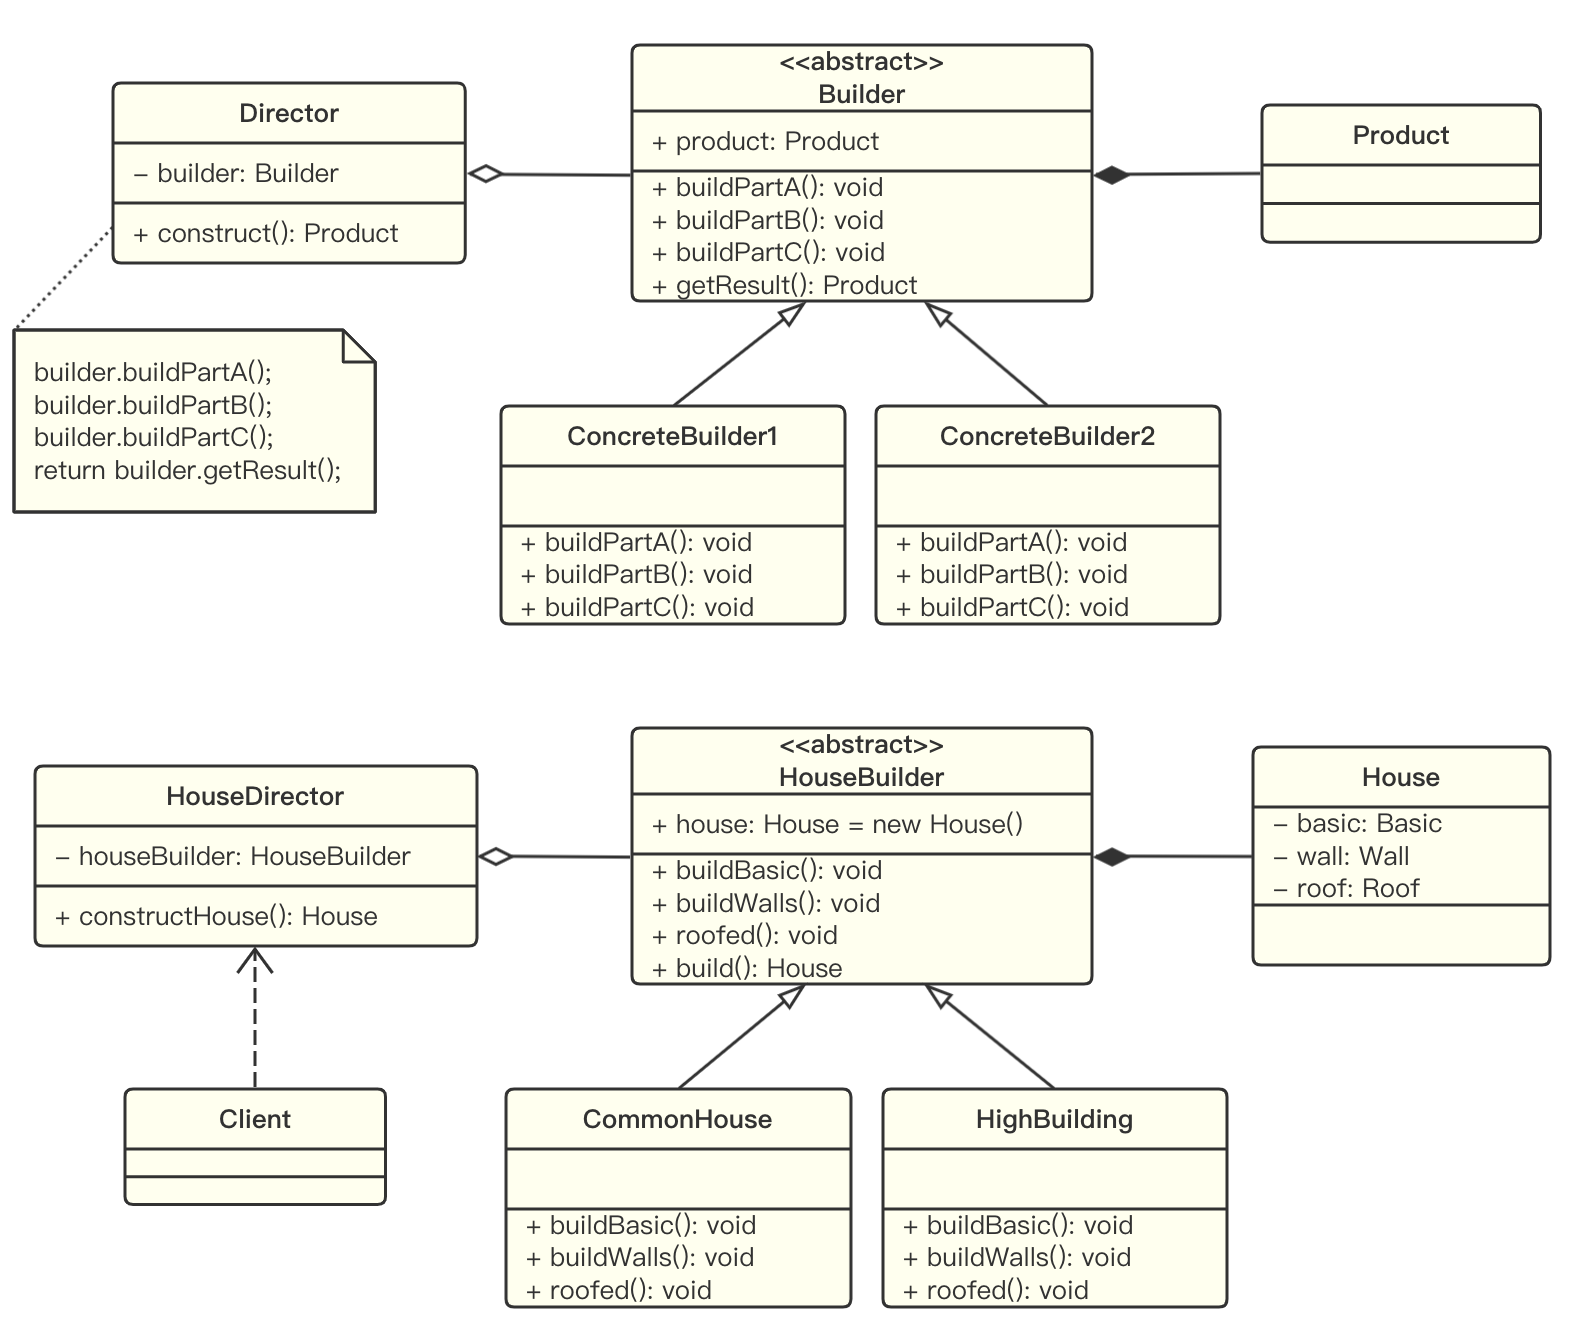 Director
– builder: Builder
+ construct(): Product
builder.buildPartA();
builder.buildPartB();
builder.buildPartC();
return builder.getResult();
<<abstract>>
Builder
+ product: Product
+ buildPartA(): void
+ buildPartB(): void
+ buildPartC(): void
+ getResult(): Product
Product
ConcreteBuilder1
+ buildPartA(): void
+ buildPartB(): void
+ buildPartC(): void
ConcreteBuilder2
+ buildPartA(): void
+ buildPartB(): void
+ buildPartC(): void
HouseDirector
– houseBuilder: HouseBuilder
+ constructHouse(): House
<<abstract>>
HouseBuilder
+ house: House = new House()
+ buildBasic(): void
+ buildWalls(): void
+ roofed(): void
+ build(): House
House
– basic: Basic
– wall: Wall
– roof: Roof
Client
CommonHouse
+ buildBasic(): void
+ buildWalls(): void
+ roofed(): void
HighBuilding
+ buildBasic(): void
+ buildWalls(): void
+ roofed(): void